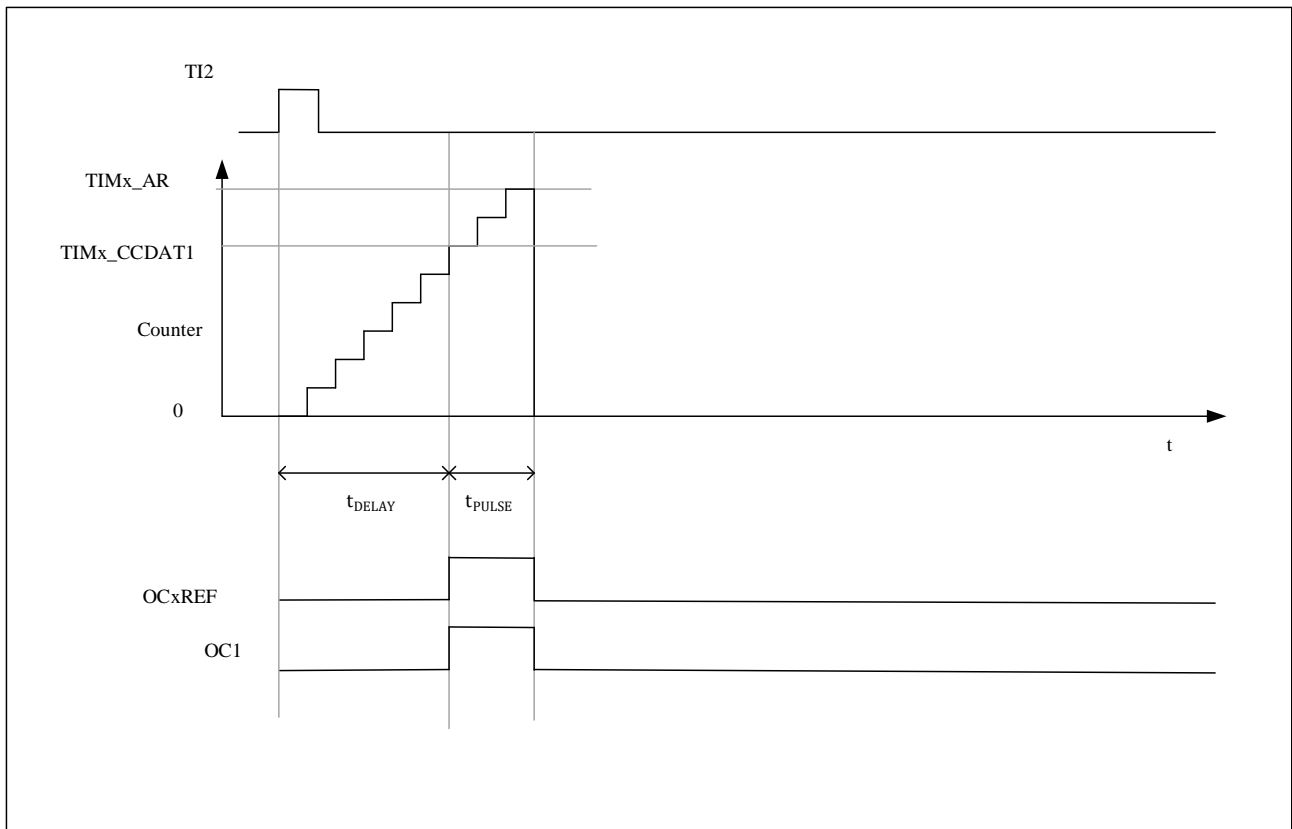 TI2
TIMx_AR
TIMx_CCDAT1
Counter
0
t
tDELAY
tPULSE
OCxREF
OC1